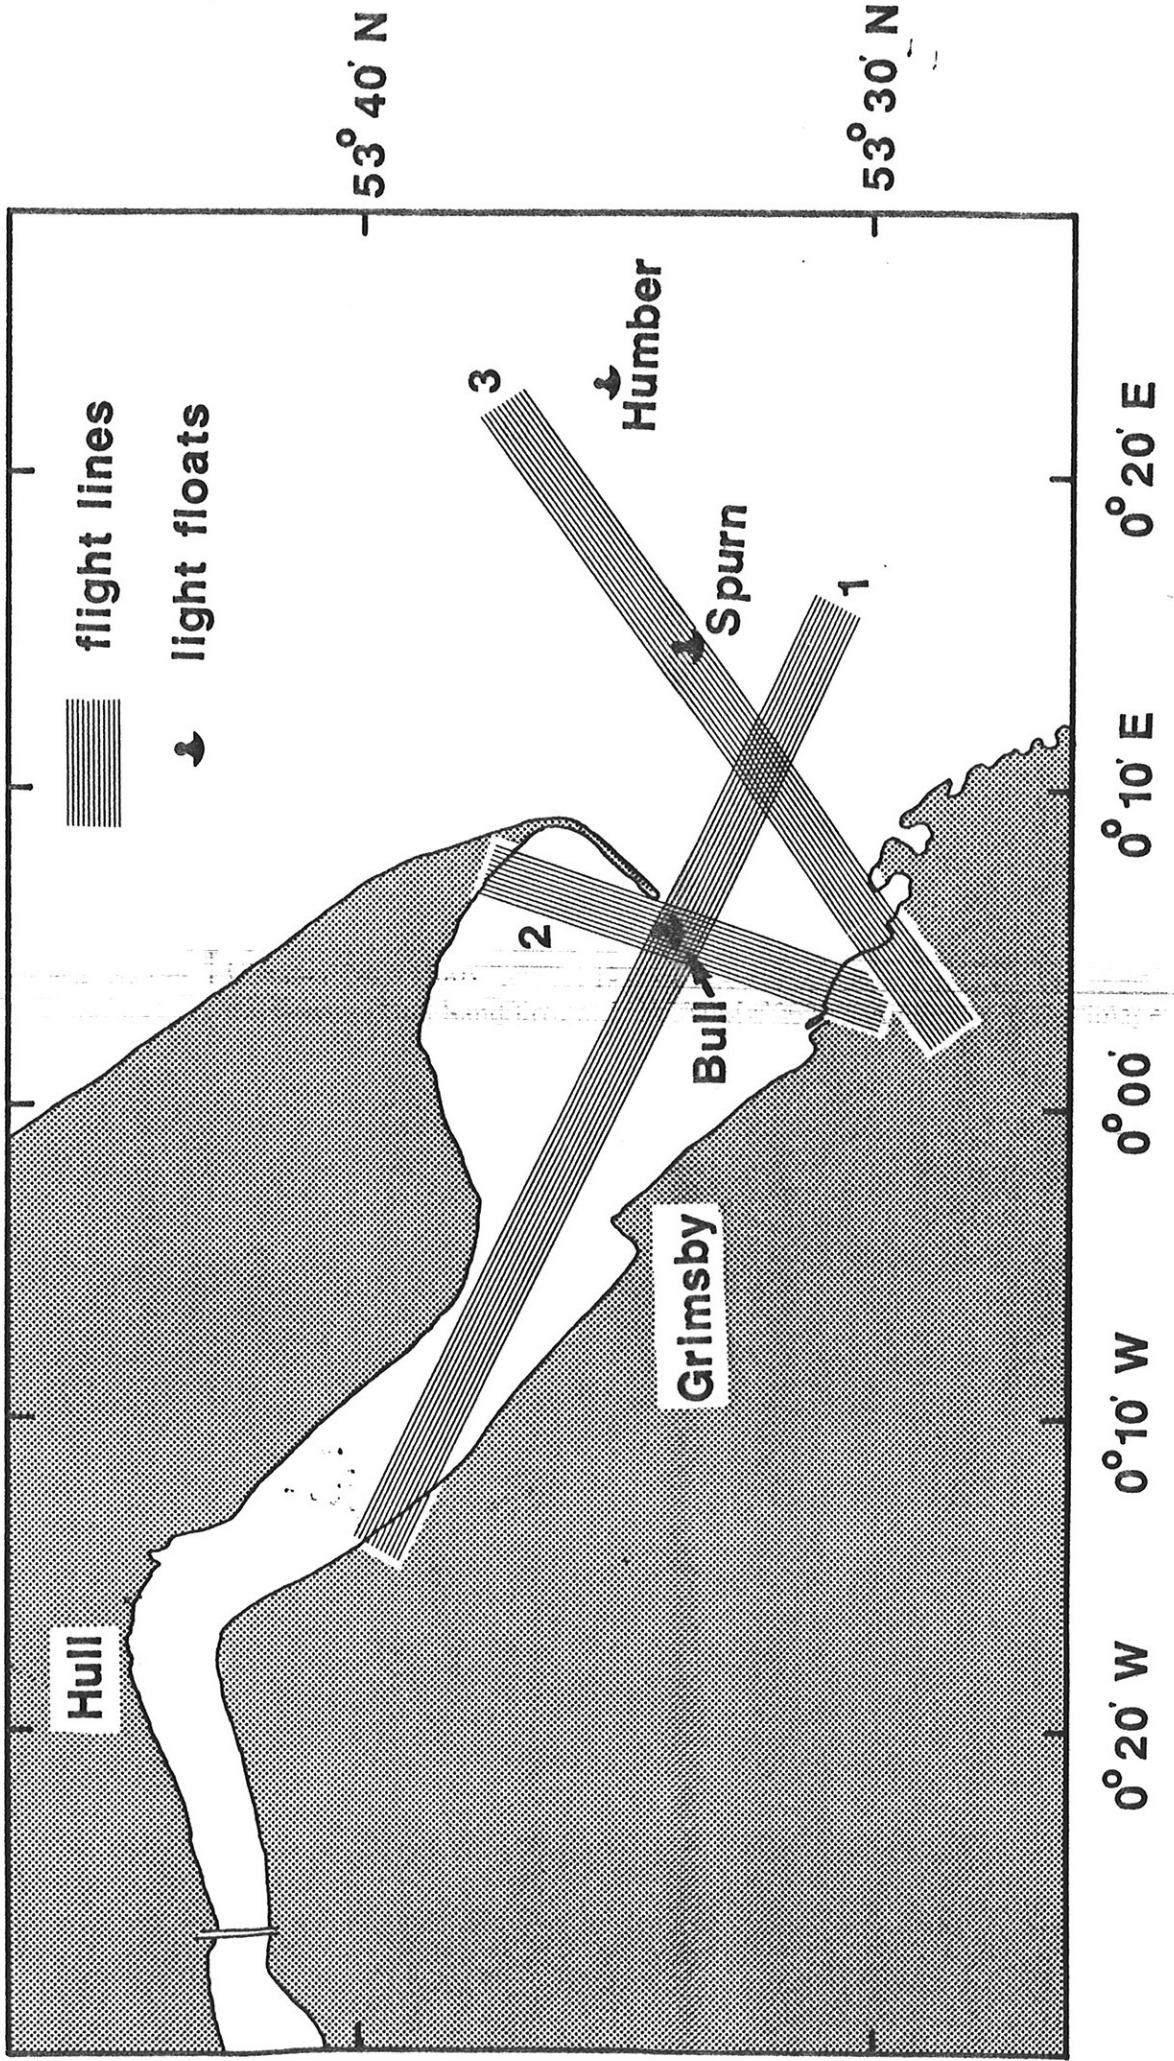 flight lines
light floats
53° 40' N
53° 30' N
3
Humber
Spurn
1
2
Bull
Grimsby
Hull
0° 20' W
0° 10' W
0° 00'
0° 10' E
0° 20' E